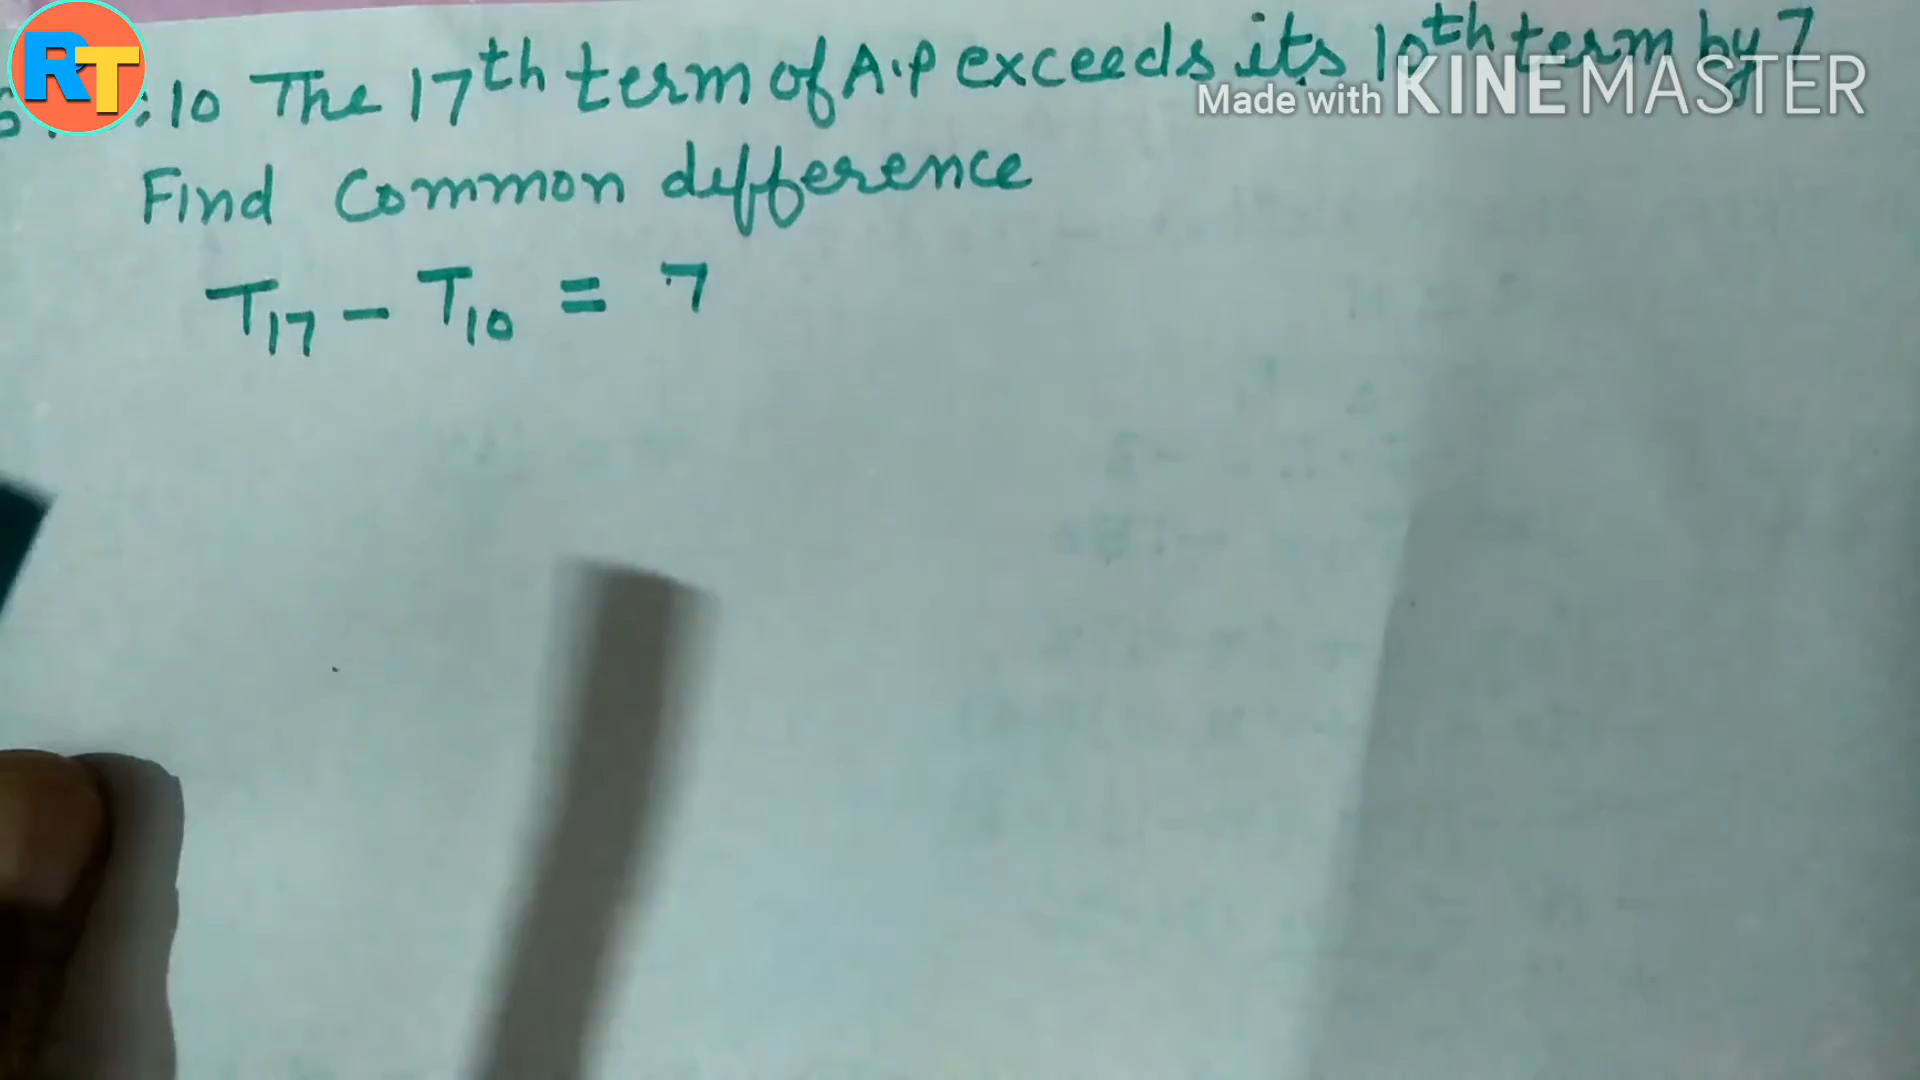 RT
:10 The 17th term of A.P exceeds its 10th term by 7
Made with KINEMASTER
Find Common difference
T17 - T10 = 7